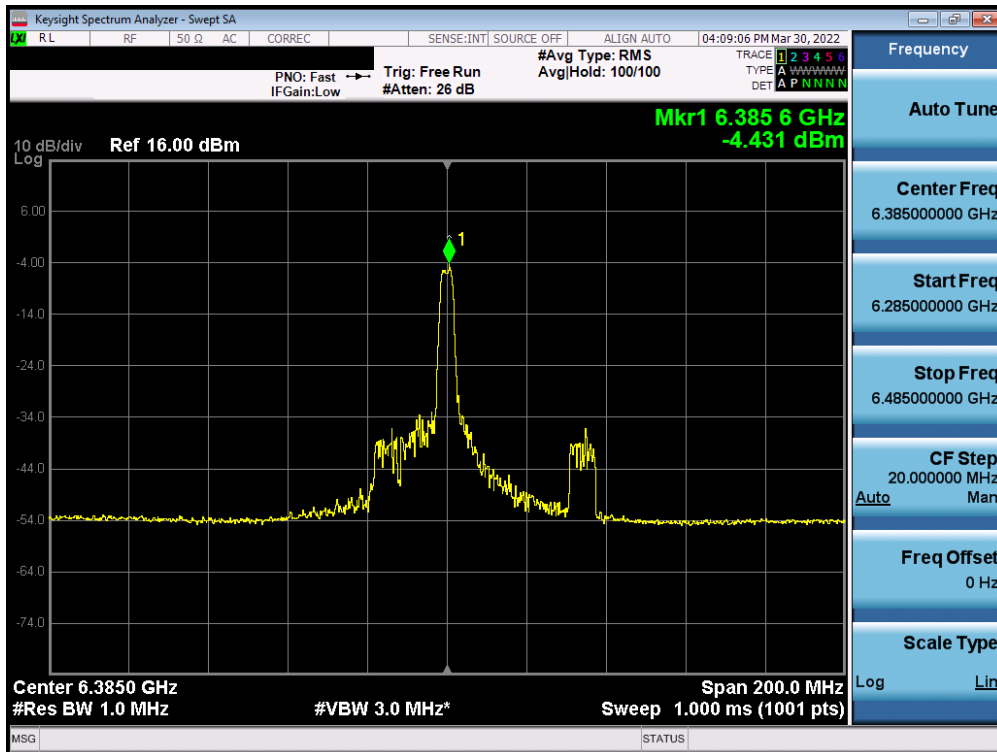 Keysight Spectrum Analyzer - Swept SA
LXI RL RF 50 Ω AC CORREC SENSE:INT SOURCE OFF ALIGN AUTO 04:09:06 PM Mar 30, 2022
#Avg Type: RMS
TRACE 1 2 3 4 5 6
PNO: Fast Trig: Free Run Avg|Hold: 100/100 TYPE A WWWWW
IFGain:Low #Atten: 26 dB DET A P N N N N
Mkr1 6.385 6 GHz
-4.431 dBm
10 dB/div Ref 16.00 dBm
Log
6.00
1
-4.00
-14.0
-24.0
-34.0
-44.0
-54.0
-64.0
-74.0
Center 6.3850 GHz Span 200.0 MHz
#Res BW 1.0 MHz #VBW 3.0 MHz* Sweep 1.000 ms (1001 pts)
MSG STATUS
Frequency
Auto Tune
Center Freq
6.385000000 GHz
Start Freq
6.285000000 GHz
Stop Freq
6.485000000 GHz
CF Step
20.000000 MHz
Auto Man
Freq Offset
0 Hz
Scale Type
Log Lin